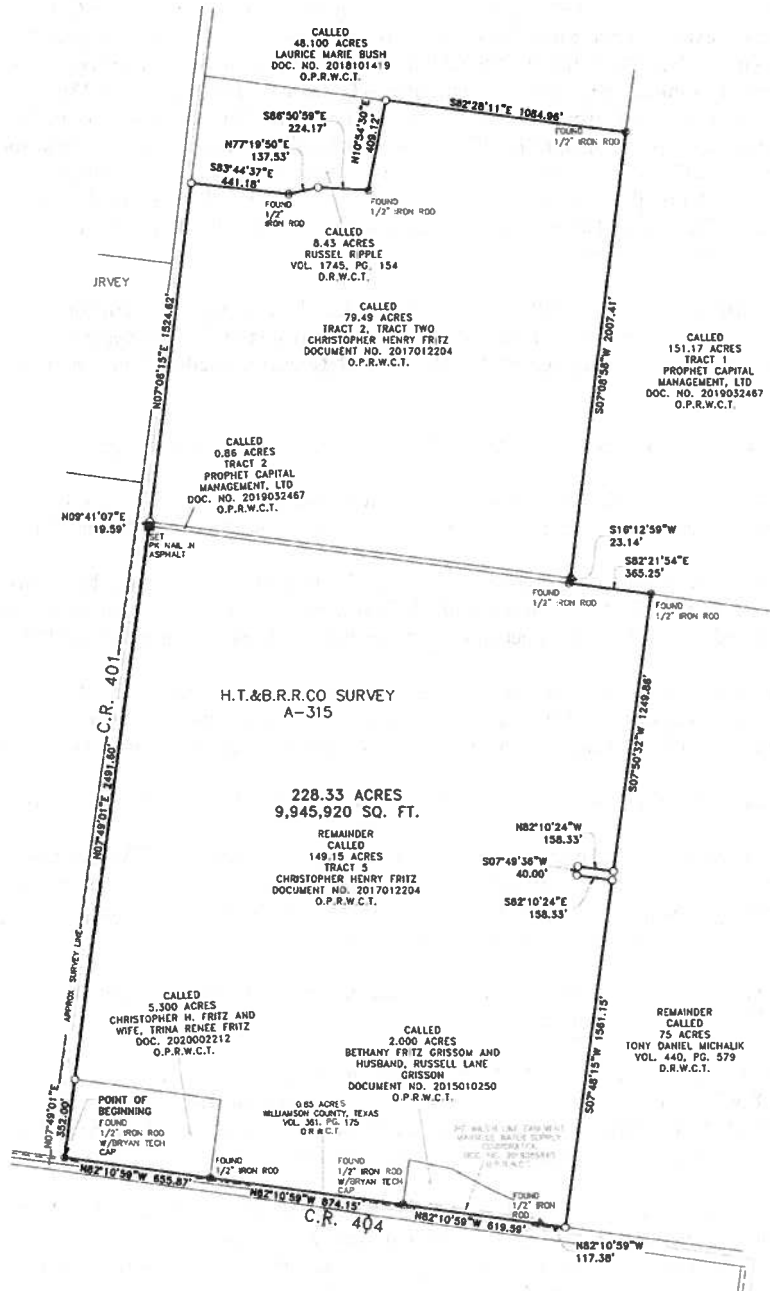 CALLED
48.100 ACRES
LAURICE MARIE BUSH
DOC. NO. 2018101419
O.P.R.W.C.T.
S86°50'59"E
224.17'
N10°54'30"E
409.12'
S82°28'11"E 1084.96'
FOUND
1/2" IRON ROD
N77°19'50"E
137.53'
S83°44'37"E
441.18'
FOUND
1/2"
IRON ROD
FOUND
1/2" IRON ROD
CALLED
8.43 ACRES
RUSSEL RIPPLE
VOL. 1745, PG. 154
D.R.W.C.T.
JRVEY
N07°06'15"E 1524.62'
CALLED
79.49 ACRES
TRACT 2, TRACT TWO
CHRISTOPHER HENRY FRITZ
DOCUMENT NO. 2017012204
O.P.R.W.C.T.
S07°08'58"W 2007.41'
CALLED
151.17 ACRES
TRACT 1
PROPHET CAPITAL
MANAGEMENT, LTD
DOC. NO. 2019032467
O.P.R.W.C.T.
CALLED
0.86 ACRES
TRACT 2
PROPHET CAPITAL
MANAGEMENT, LTD
DOC. NO. 2019032467
O.P.R.W.C.T.
N09°41'07"E
19.59'
SET
PK NAIL IN
ASPHALT
S16°12'59"W
23.14'
S82°21'54"E
365.25'
FOUND
1/2" IRON ROD
FOUND
1/2" IRON ROD
C.R. 401
H.T.&B.R.R.CO SURVEY
A-315
N07°49'01"E 2491.60'
S07°50'32"W 1249.86'
228.33 ACRES
9,945,920 SQ. FT.
REMAINDER
CALLED
149.15 ACRES
TRACT 5
CHRISTOPHER HENRY FRITZ
DOCUMENT NO. 2017012204
O.P.R.W.C.T.
N82°10'24"W
158.33'
S07°49'36"W
40.00'
S82°10'24"E
158.33'
APPROX SURVEY LINE
CALLED
5.300 ACRES
CHRISTOPHER H. FRITZ AND
WIFE, TRINA RENEE FRITZ
DOC. 2020002212
O.P.R.W.C.T.
CALLED
2.000 ACRES
BETHANY FRITZ GRISSOM AND
HUSBAND, RUSSELL LANE
GRISSON
DOCUMENT NO. 2015010250
O.P.R.W.C.T.
S07°48'15"W 1561.15'
REMAINDER
CALLED
75 ACRES
TONY DANIEL MICHALIK
VOL. 440, PG. 579
D.R.W.C.T.
N07°49'01"E
352.00'
POINT OF
BEGINNING
FOUND
1/2" IRON ROD
W/BRYAN TECH
CAP
0.65 ACRES
WILLIAMSON COUNTY, TEXAS
VOL. 361, PG. 175
D.R.W.C.T.
FOUND
1/2" IRON ROD
FOUND
1/2" IRON ROD
W/BRYAN TECH
CAP
FOUND
1/2" IRON
ROD
N82°10'59"W 655.87'
N82°10'59"W 874.15'
N82°10'59"W 619.59'
C.R. 404
N82°10'59"W
117.38'